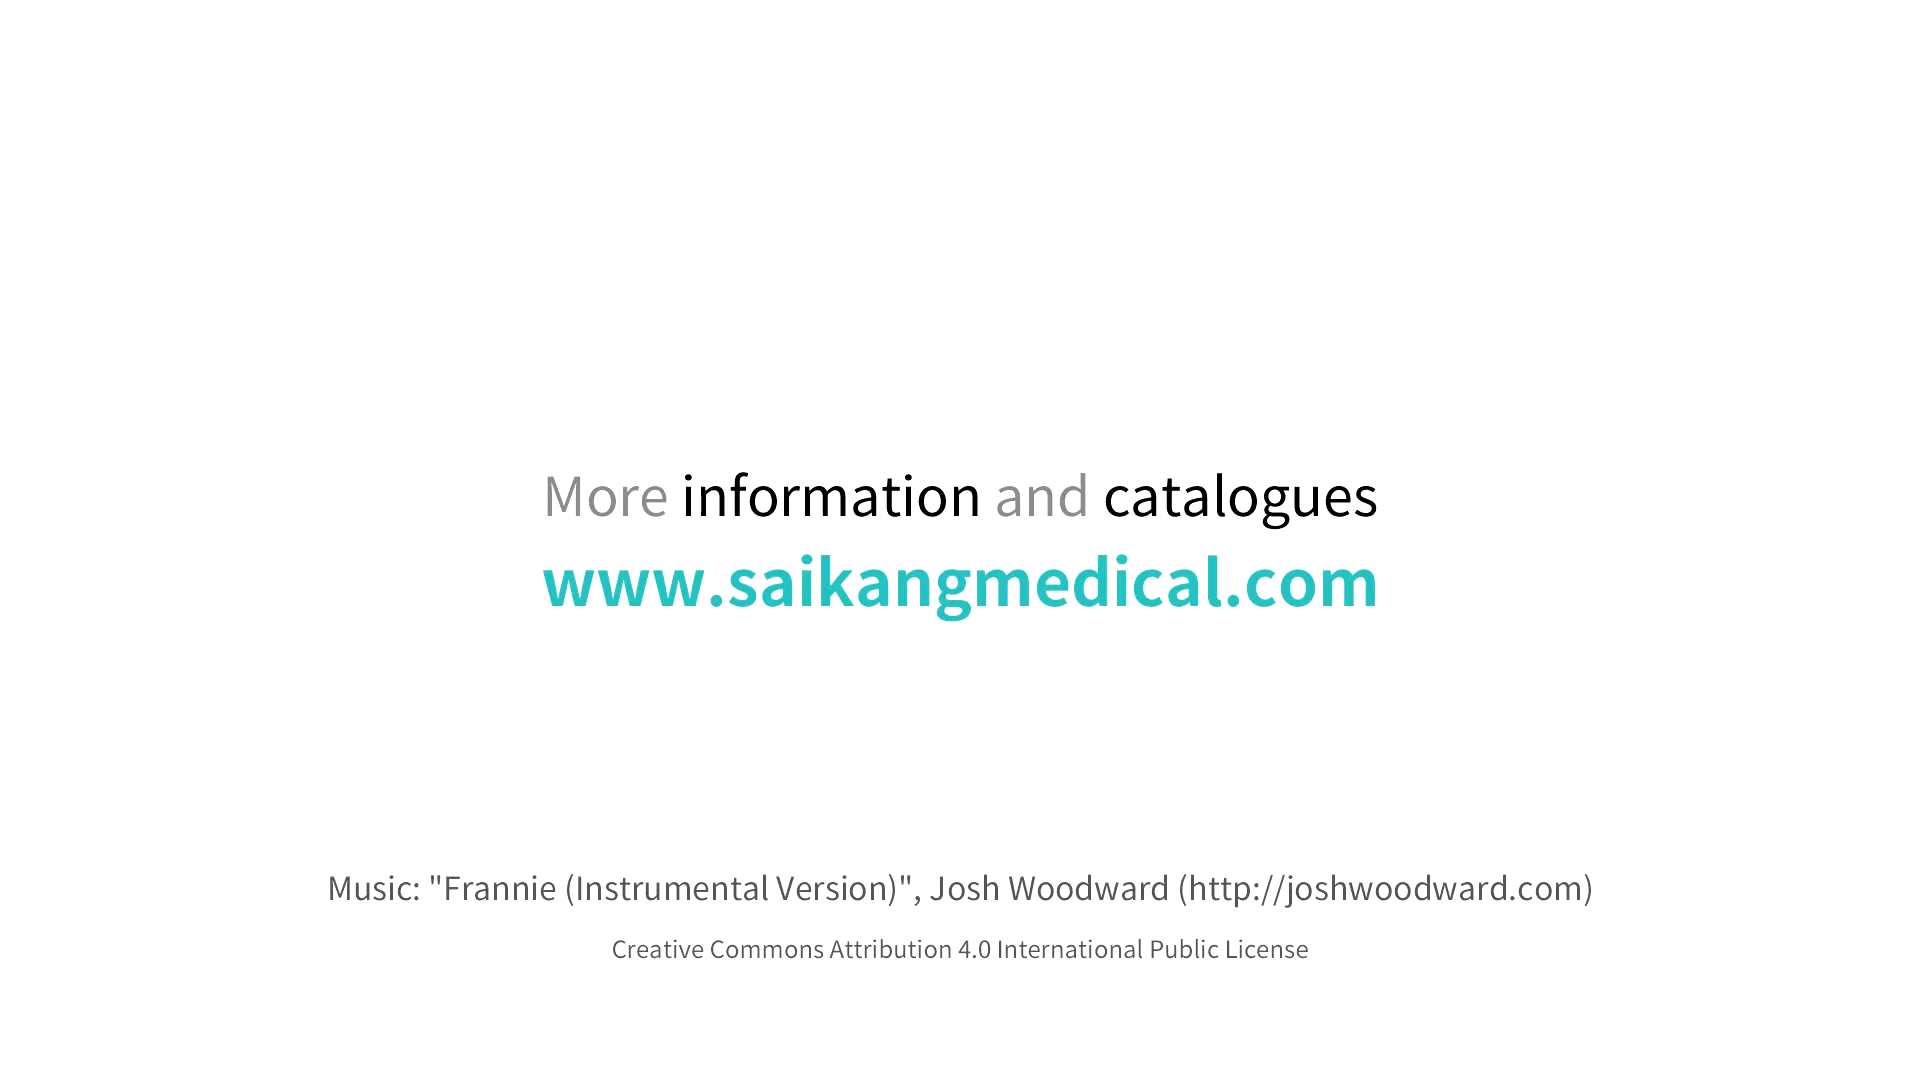 More information and catalogues
www.saikangmedical.com
Music: "Frannie (Instrumental Version)", Josh Woodward (http://joshwoodward.com)
Creative Commons Attribution 4.0 International Public License